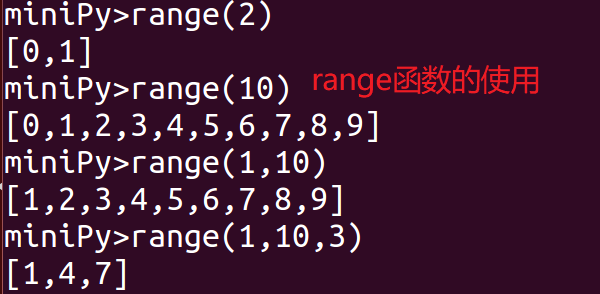 miniPy>range(2)
[0,1]
miniPy>range(10)
range函数的使用
[0,1,2,3,4,5,6,7,8,9]
miniPy>range(1,10)
[1,2,3,4,5,6,7,8,9]
miniPy>range(1,10,3)
[1,4,7]